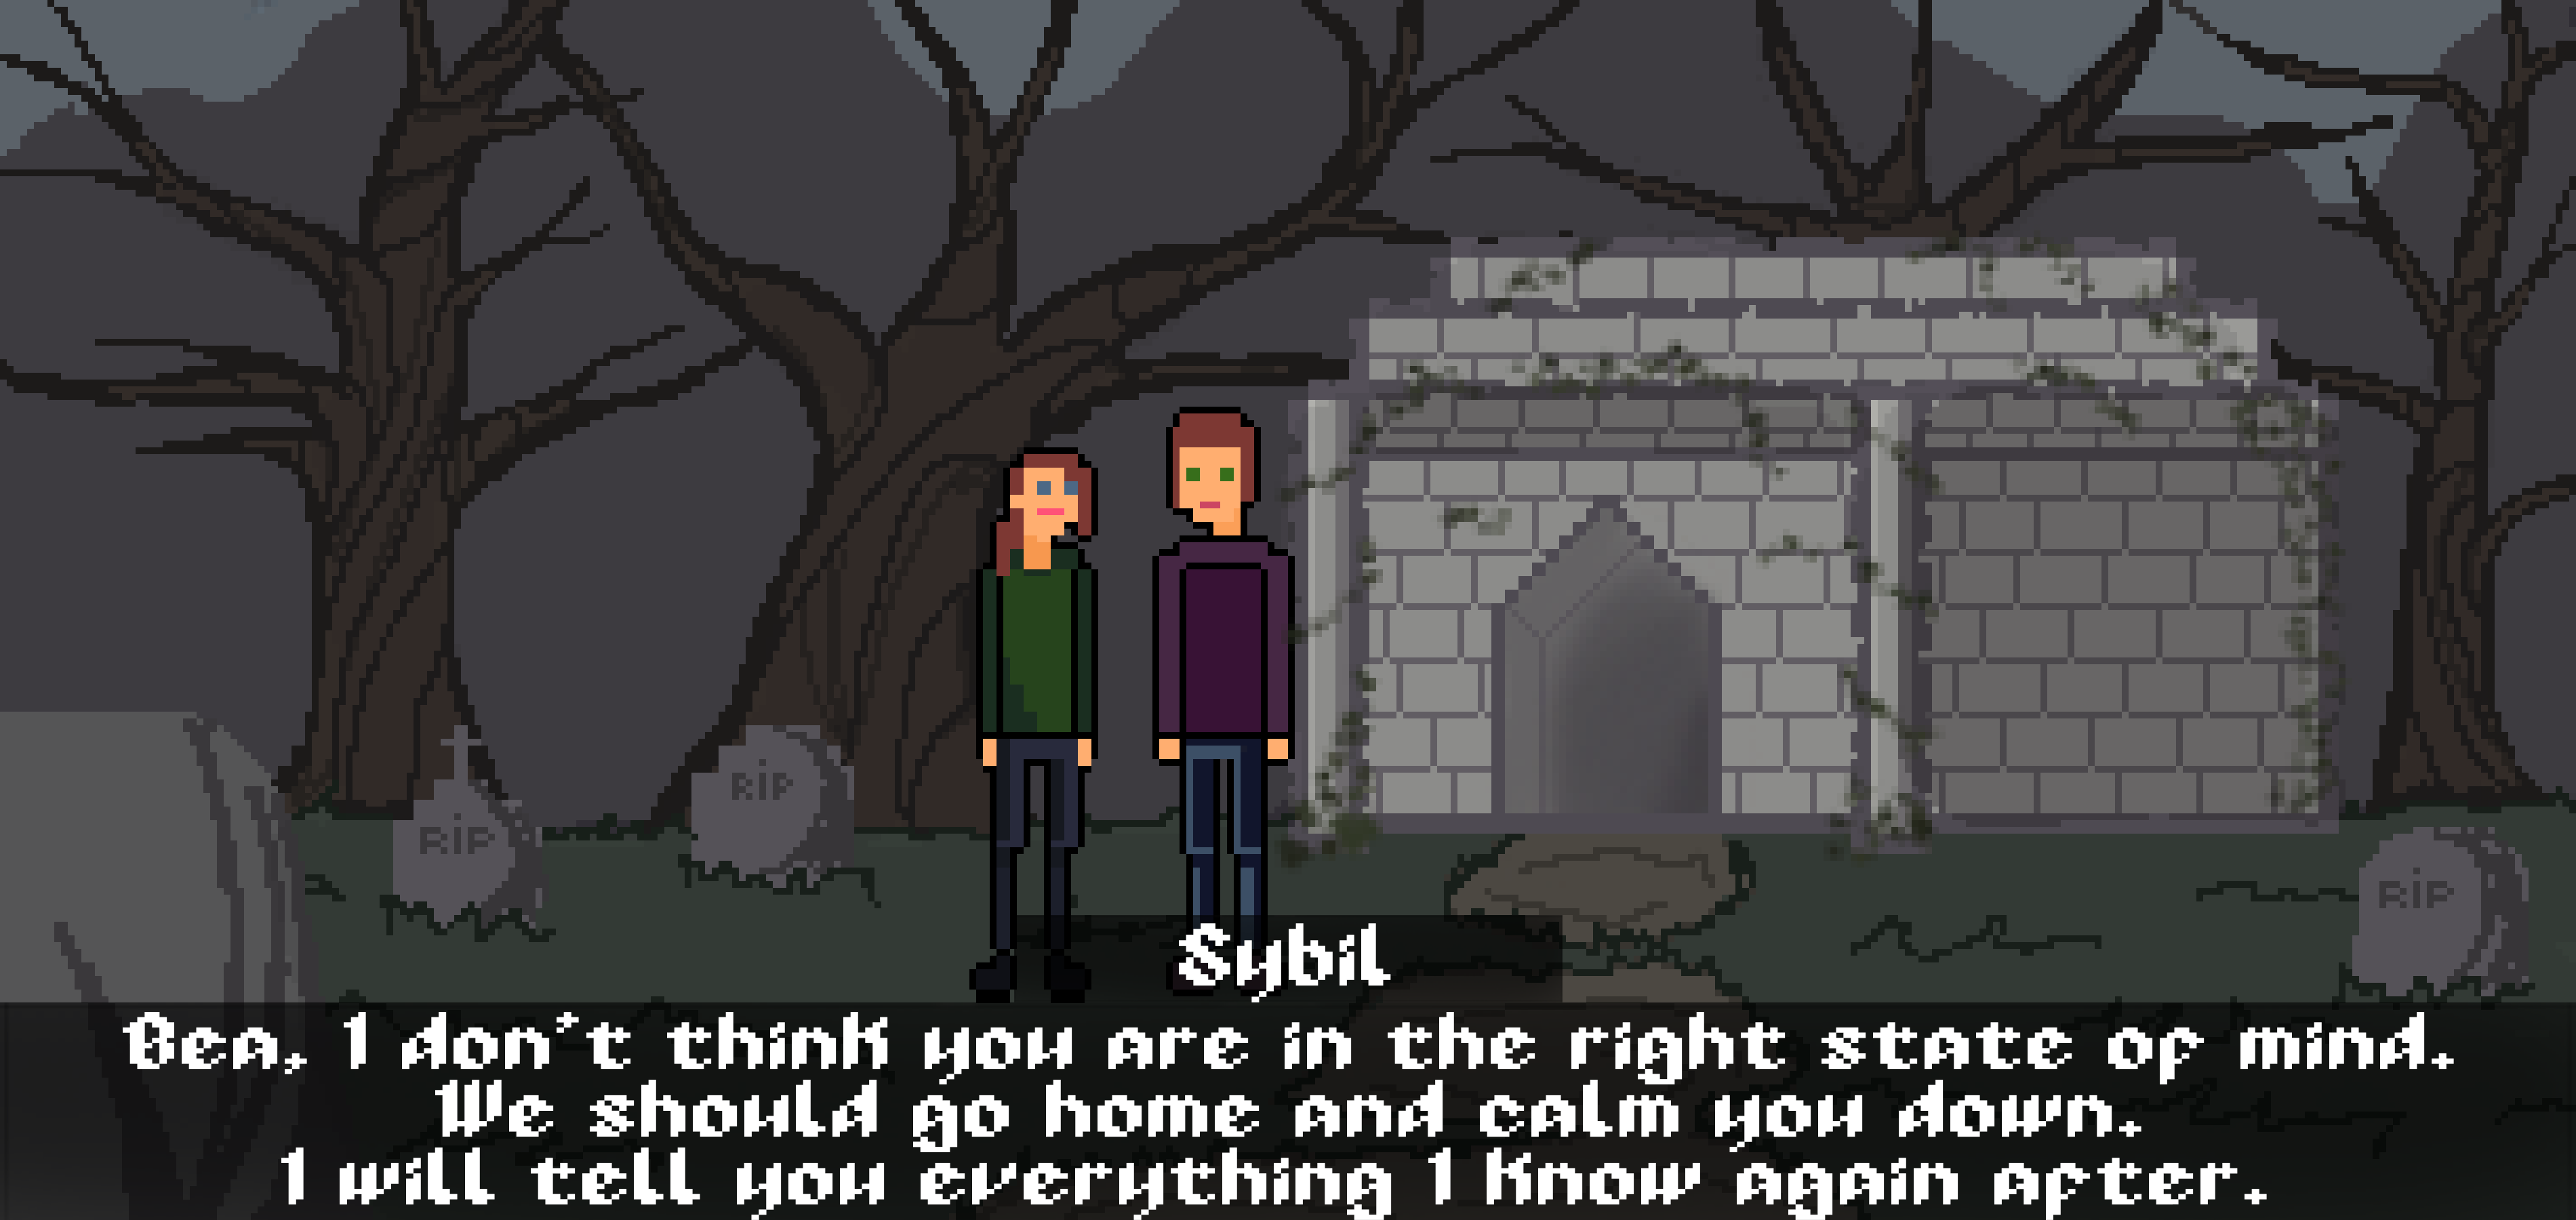 RIP
RIP
RIP
Sybil
Bea, I don't think you are in the right state of mind.
We should go home and calm you down.
I will tell you everything I know again after.